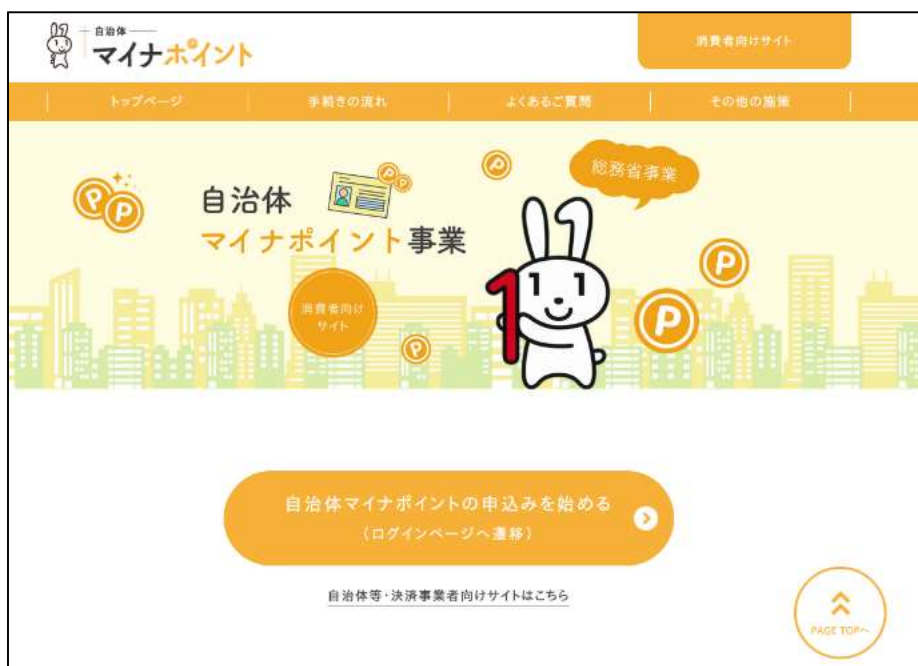 自治体
マイナポイント
消費者向けサイト
トップページ
手続きの流れ
よくあるご質問
その他の施策
総務省事業
自治体
マイナポイント事業
消費者向け
サイト
自治体マイナポイントの申込みを始める
(ログインページへ遷移)
自治体等・決済事業者向けサイトはこちら
PAGE TOPへ